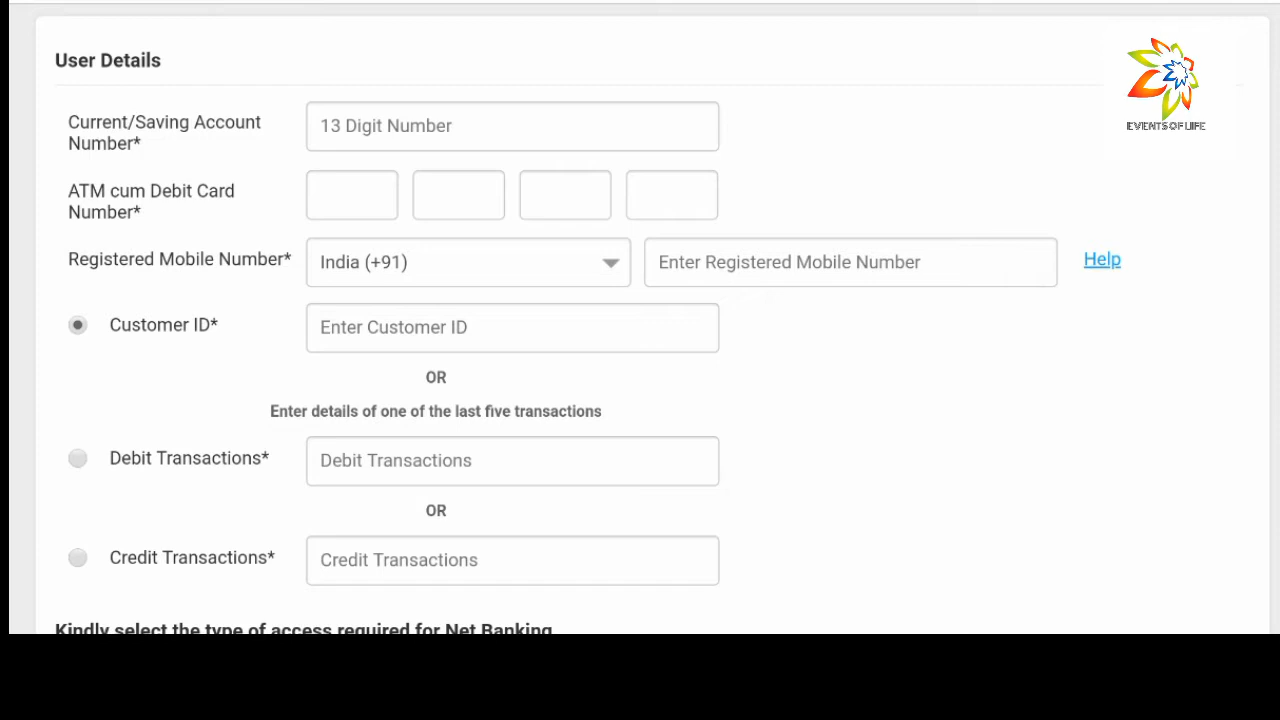 User Details
EVENTS OF LIFE
Current/Saving Account
Number*
13 Digit Number
ATM cum Debit Card
Number*
Registered Mobile Number*
India (+91)
Enter Registered Mobile Number
Help
Customer ID*
Enter Customer ID
OR
Enter details of one of the last five transactions
Debit Transactions*
Debit Transactions
OR
Credit Transactions*
Credit Transactions
Kindly select the type of access required for Net Banking